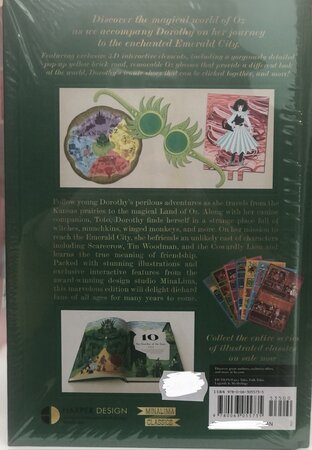 Discover the magical world of Oz
as we accompany Dorothy on her journey
to the enchanted Emerald City.
Featuring exclusive 3D interactive elements, including a gorgeously detailed
pop-up yellow brick road, removable Oz glasses that provide a different look
at the world, Dorothy's iconic shoes that can be clicked together, and more!
Follow young Dorothy's perilous adventures as she travels from the
Kansas prairies to the magical Land of Oz. Along with her canine
companion, Toto, Dorothy finds herself in a strange place full of
witches, munchkins, winged monkeys, and more. On her mission to
reach the Emerald City, she befriends an unlikely cast of characters
including Scarecrow, Tin Woodman, and the Cowardly Lion and
learns the true meaning of friendship.
Packed with stunning illustrations and
exclusive interactive features from the
award-winning design studio MinaLima,
this numerous edition will delight
fans of all ages for many years to come.
10
Collect the entire series
of illustrated classics
on sale now
53500
HARPER DESIGN
MINALIMA
CLASSICS